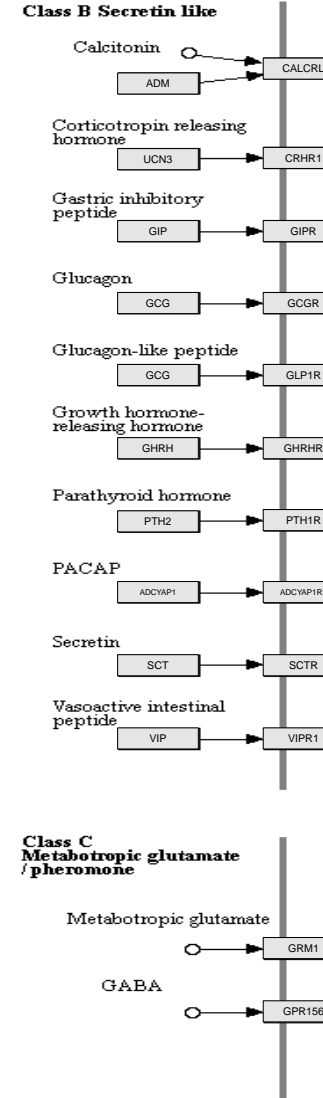 Class B Secretin like
Calcitonin
CALCRL
ADM
Corticotropin releasing
hormone
UCN3
CRHR1
Gastric inhibitory
peptide
GIP
GIPR
Glucagon
GCG
GCGR
Glucagon-like peptide
GCG
GLP1R
Growth hormone-
releasing hormone
GHRH
GHRHR
Parathyroid hormone
PTH2
PTH1R
PACAP
ADCYAP1
ADCYAP1R
Secretin
SCT
SCTR
Vasoactive intestinal
peptide
VIP
VIPR1
Class C
Metabotropic glutamate
/ pheromone
Metabotropic glutamate
GRM1
GABA
GPR156